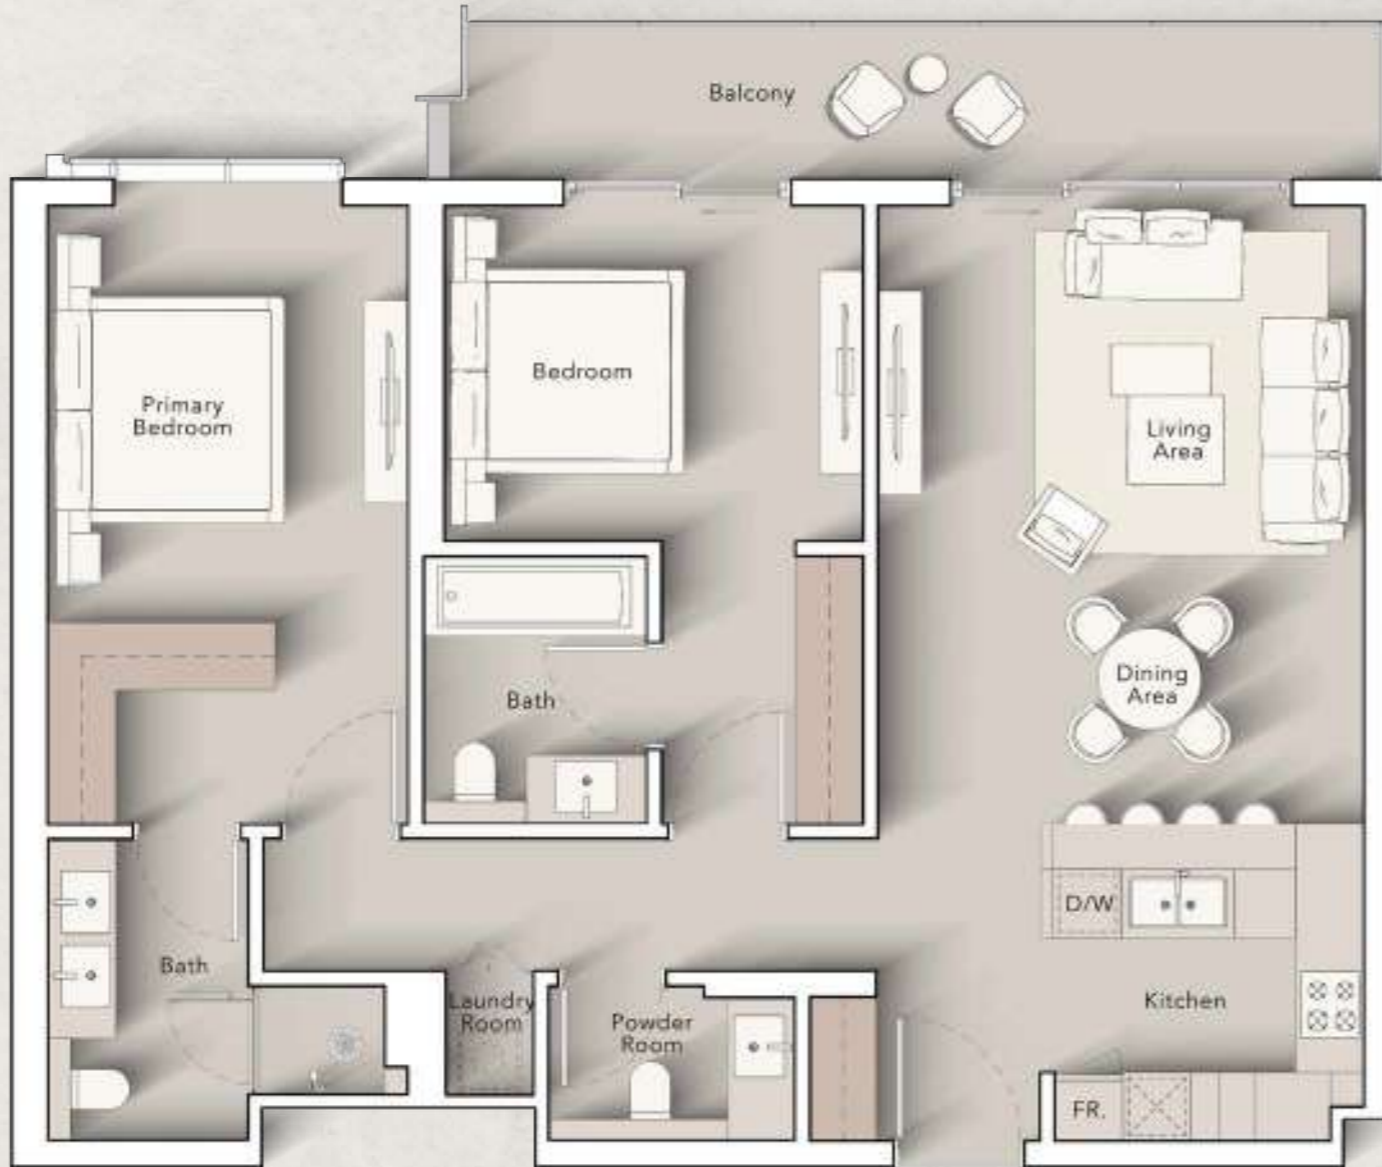 Balcony
Primary
Bedroom
Bedroom
Living
Area
Dining
Area
Bath
D/W
Bath
Laundry
Room
Powder
Room
Kitchen
FR.